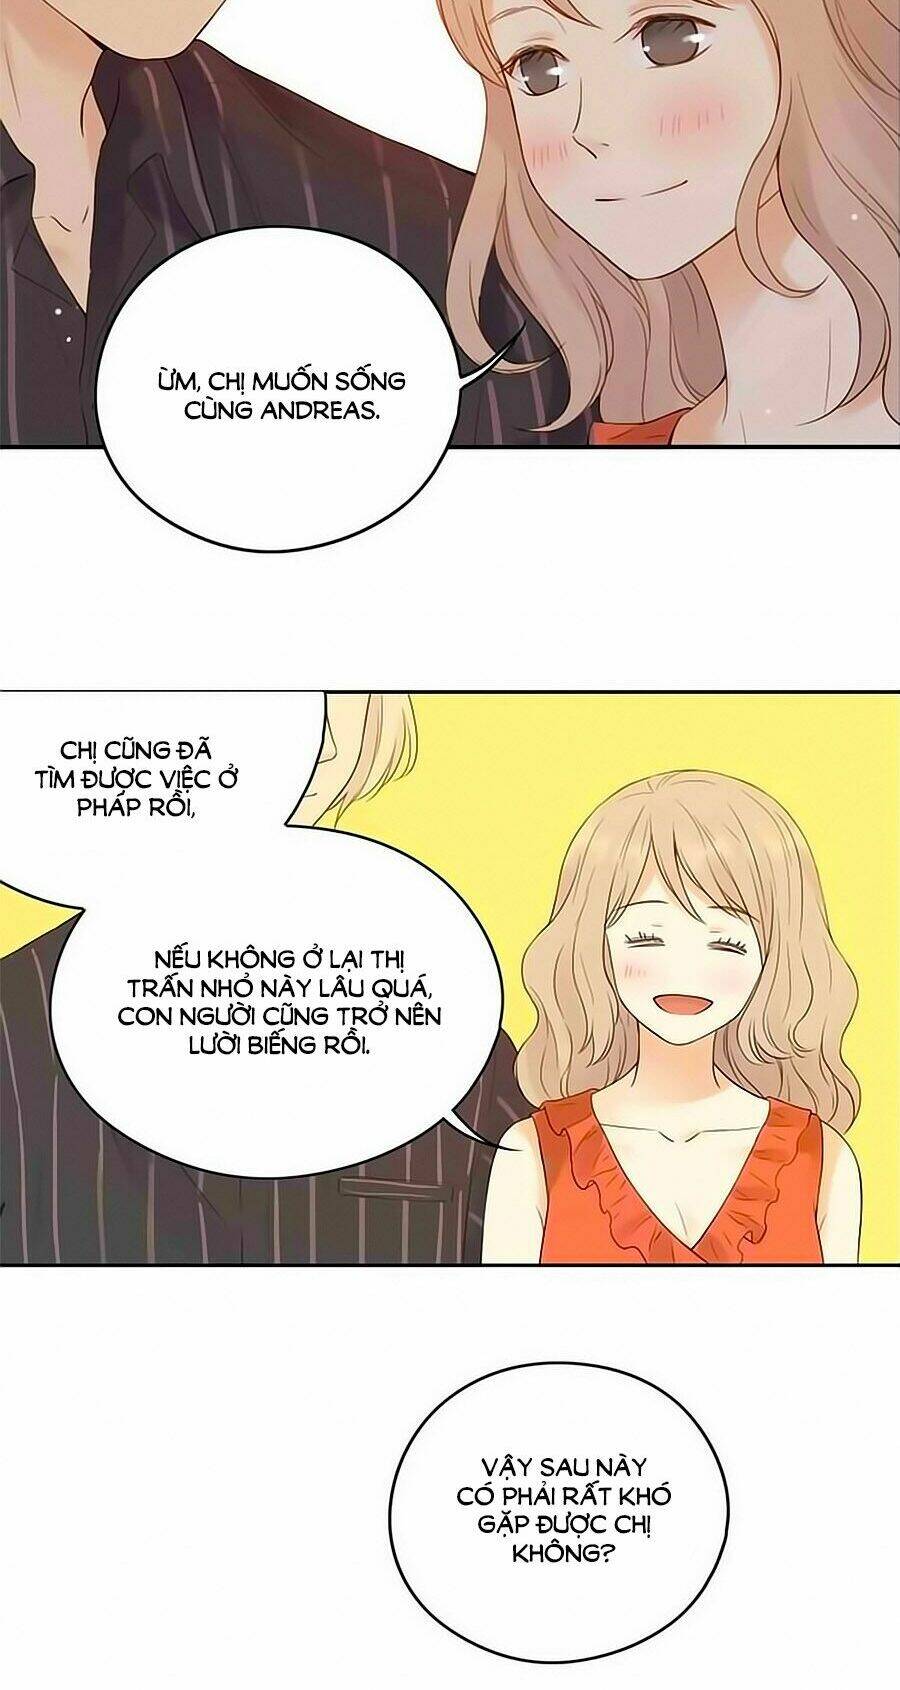 ỪM, CHỊ MUỐN SỐNG
CÙNG ANDREAS.
CHỊ CŨNG ĐÃ
TÌM ĐƯỢC VIỆC Ở
PHÁP RỒI,
NẾU KHÔNG Ở LẠI THỊ
TRẤN NHỎ NÀY LÂU QUÁ,
CON NGƯỜI CŨNG TRỞ NÊN
LƯỜI BIẾNG RỒI.
VẬY SAU NÀY
CÓ PHẢI RẤT KHÓ
GẶP ĐƯỢC CHỊ
KHÔNG?